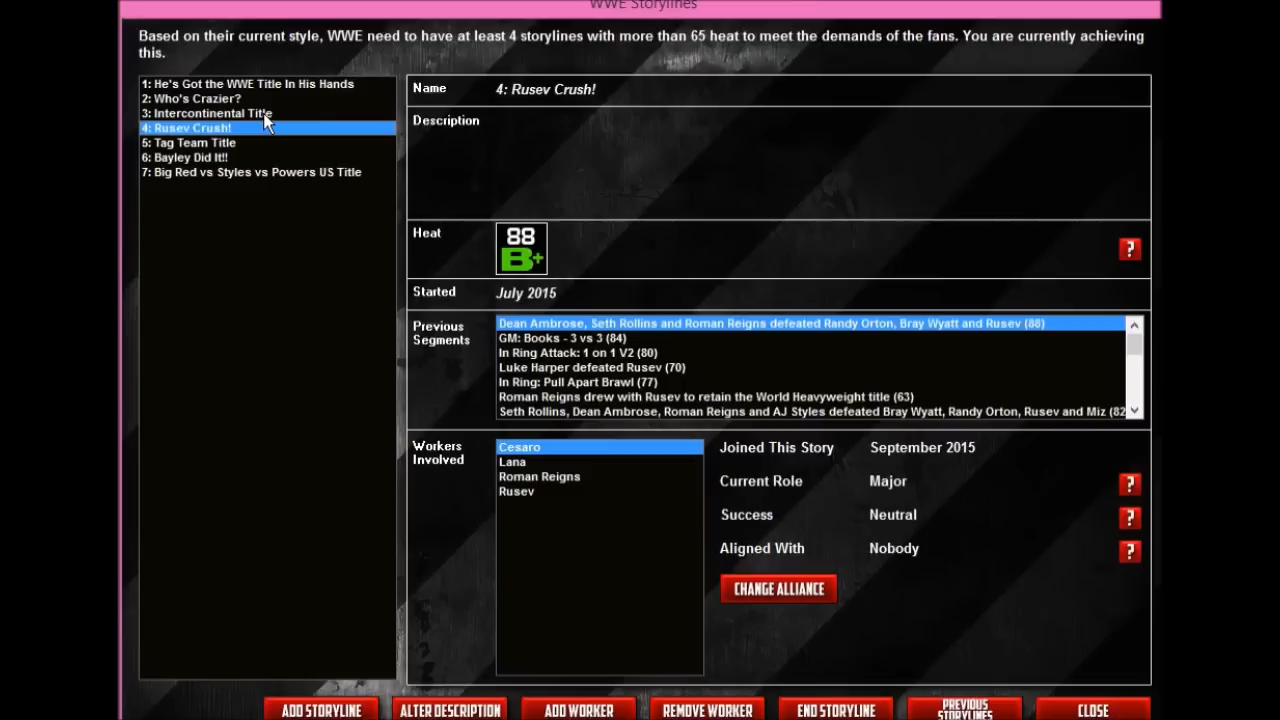 WWE Storylines
Based on their current style, WWE need to have at least 4 storylines with more than 65 heat to meet the demands of the fans. You are currently achieving
this.
1: He's Got the WWE Title In His Hands
2: Who's Crazier?
3: Intercontinental Title
4: Rusev Crush!
5: Tag Team Title
6: Bayley Did It!!
7: Big Red vs Styles vs Powers US Title
Name
4: Rusev Crush!
Description
Heat
88
B+
?
Started
July 2015
Previous
Segments
Dean Ambrose, Seth Rollins and Roman Reigns defeated Randy Orton, Bray Wyatt and Rusev (88)
GM: Books - 3 vs 3 (84)
In Ring Attack: 1 on 1 V2 (80)
Luke Harper defeated Rusev (70)
In Ring: Pull Apart Brawl (77)
Roman Reigns drew with Rusev to retain the World Heavyweight title (63)
Seth Rollins, Dean Ambrose, Roman Reigns and AJ Styles defeated Bray Wyatt, Randy Orton, Rusev and Miz (82
Workers
Involved
Cesaro
Lana
Roman Reigns
Rusev
Joined This Story
September 2015
Current Role
Major
?
Success
Neutral
?
Aligned With
Nobody
?
CHANGE ALLIANCE
ADD STORYLINE
ALTER DESCRIPTION
ADD WORKER
REMOVE WORKER
END STORYLINE
PREVIOUS
STORYLINES
CLOSE